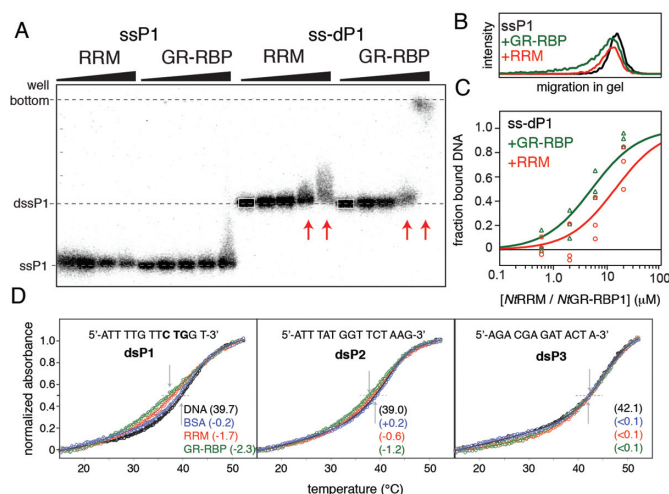 A
ssP1
ss-dP1
RRM
GR-RBP
RRM
GR-RBP
well
bottom
dssP1
ssP1
B
ssP1
+GR-RBP
+RRM
intensity
migration in gel
C
ss-dP1
+GR-RBP
+RRM
fraction bound DNA
1.0
0.8
0.6
0.4
0.2
0
0.1
1.0
10
100
[NtRRM / NtGR-RBP1] (μM)
D
normalized absorbance
1.0
0.8
0.6
0.4
0.2
0
5'-ATT TTG TTC TGG T-3'
dsP1
DNA (39.7)
BSA (-0.2)
RRM (-1.7)
GR-RBP (-2.3)
20
30
40
50
5'-ATT TAT GGT TCT AAG-3'
dsP2
(39.0)
(+0.2)
(-0.6)
(-1.2)
20
30
40
50
5'-AGA CGA GAT ACT A-3'
dsP3
(42.1)
(<0.1)
(<0.1)
(<0.1)
20
30
40
50
temperature (°C)